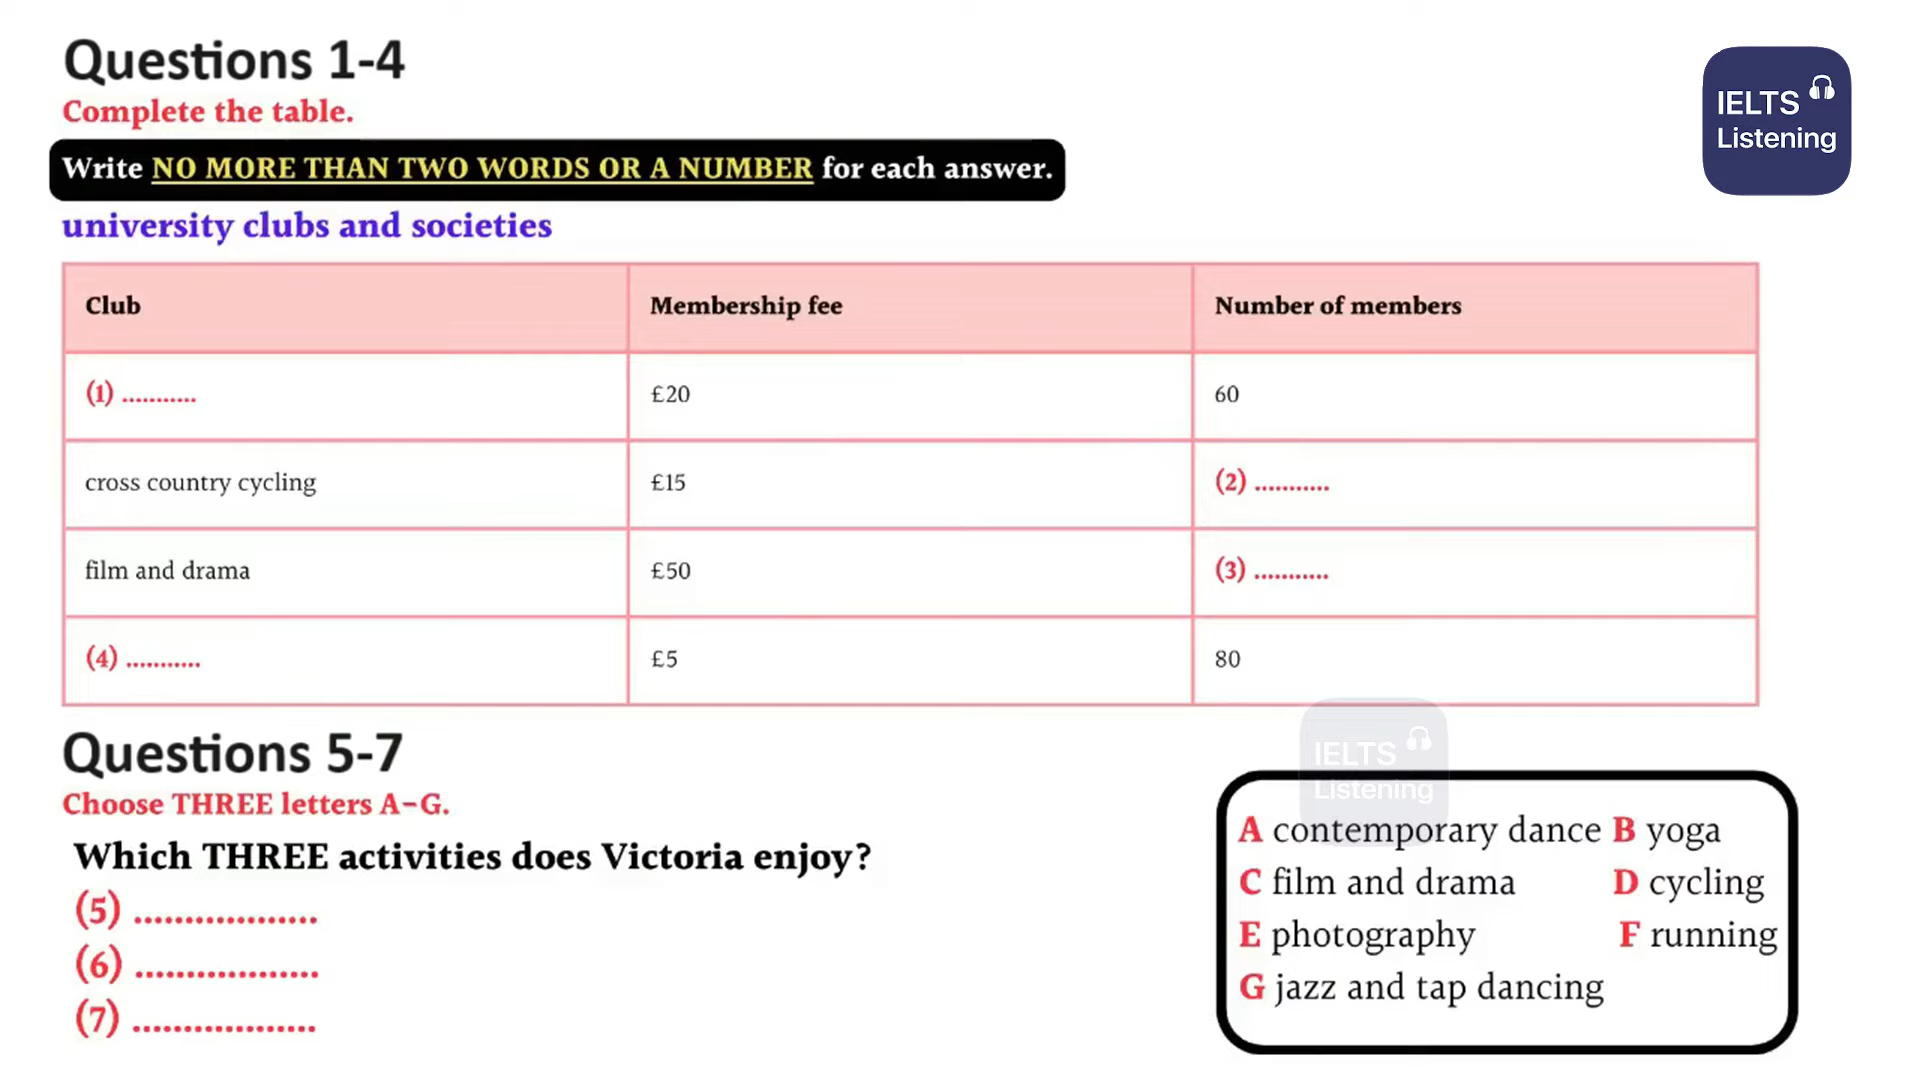 Questions 1-4
IELTS
Listening
Complete the table.
Write NO MORE THAN TWO WORDS OR A NUMBER for each answer.
university clubs and societies
Club Membership fee Number of members
(1) ........... £20 60
cross country cycling £15 (2) ...........
film and drama £50 (3) ...........
(4) ........... £5 80
Questions 5-7
Choose THREE letters A–G.
Which THREE activities does Victoria enjoy?
(5) ..................
(6) ..................
(7) ..................
IELTS
Listening
A contemporary dance B yoga
C film and drama D cycling
E photography F running
G jazz and tap dancing